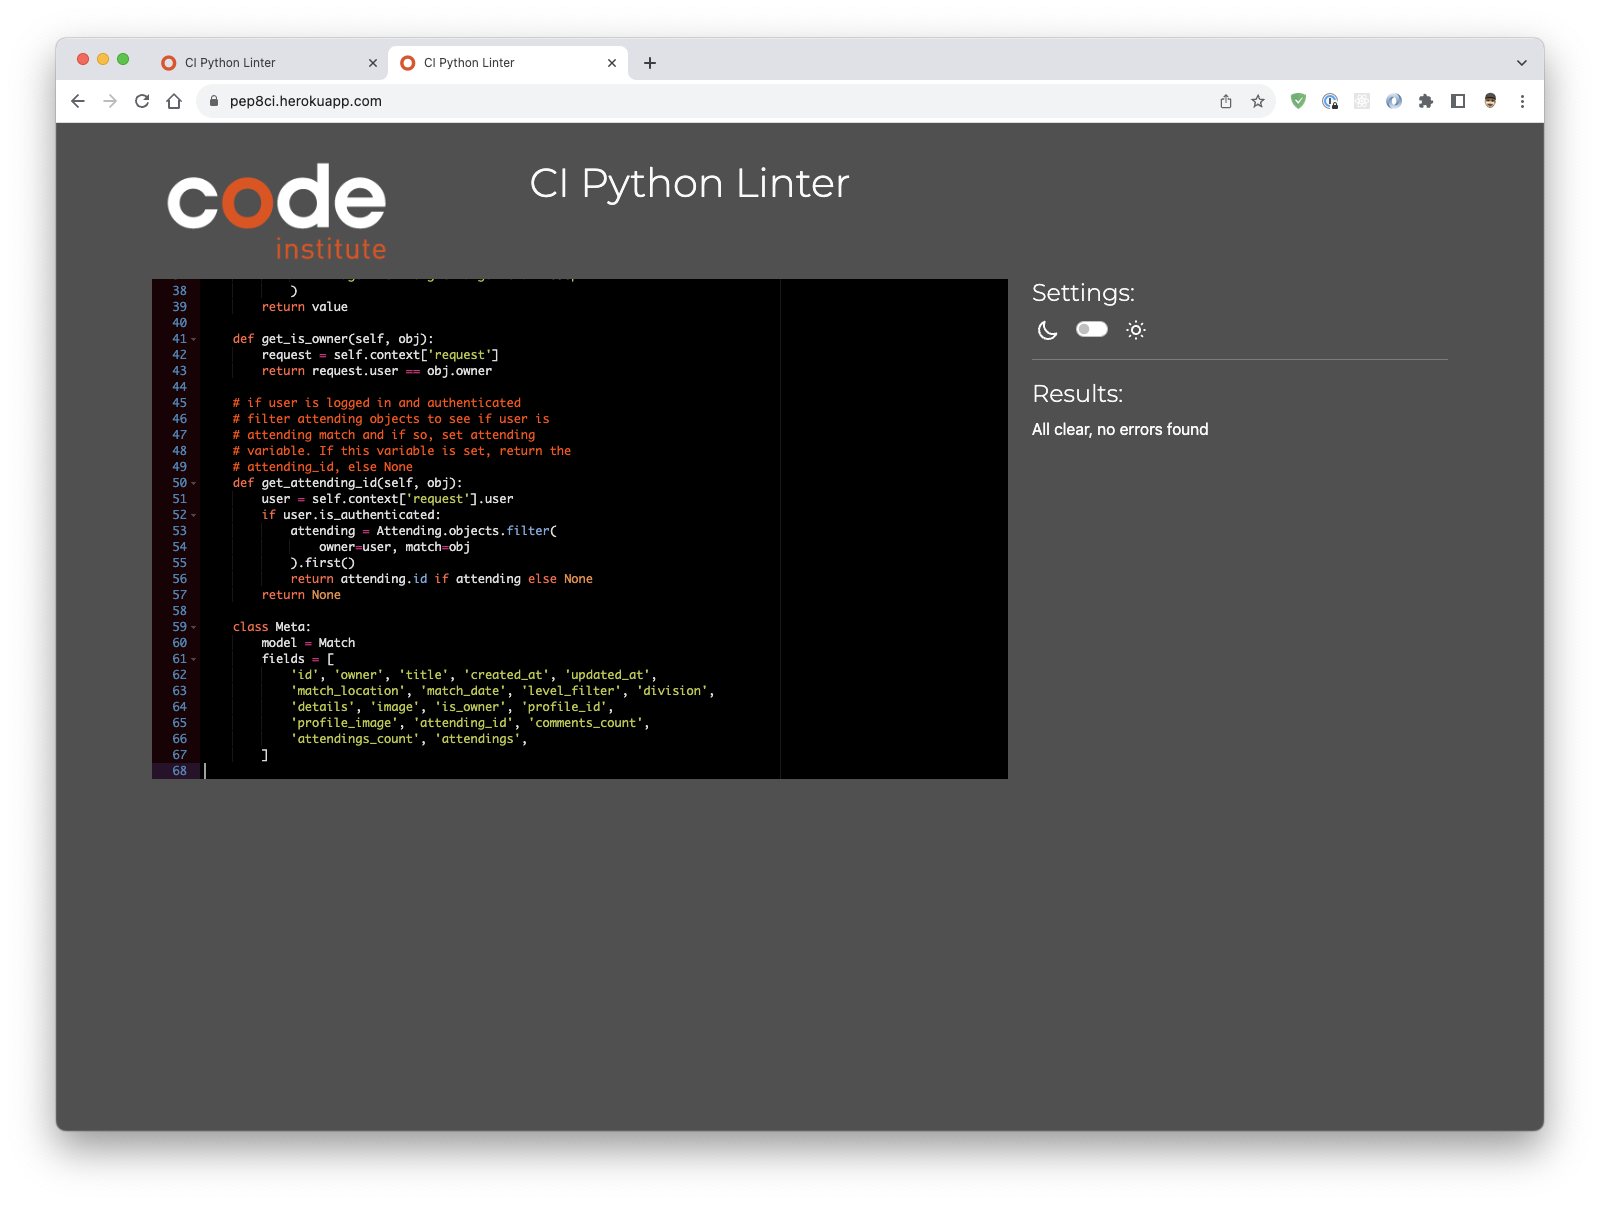 CI Python Linter
CI Python Linter
pep8ci.herokuapp.com
code
institute
CI Python Linter
38 )
39 return value
40
41 def get_is_owner(self, obj):
42 request = self.context['request']
43 return request.user == obj.owner
44
45 # if user is logged in and authenticated
46 # filter attending objects to see if user is
47 # attending match and if so, set attending
48 # variable. If this variable is set, return the
49 # attending_id, else None
50 def get_attending_id(self, obj):
51 user = self.context['request'].user
52 if user.is_authenticated:
53 attending = Attending.objects.filter(
54 owner=user, match=obj
55 ).first()
56 return attending.id if attending else None
57 return None
58
59 class Meta:
60 model = Match
61 fields = [
62 'id', 'owner', 'title', 'created_at', 'updated_at',
63 'match_location', 'match_date', 'level_filter', 'division',
64 'details', 'image', 'is_owner', 'profile_id',
65 'profile_image', 'attending_id', 'comments_count',
66 'attendings_count', 'attendings',
67 ]
68
Settings:
Results:
All clear, no errors found